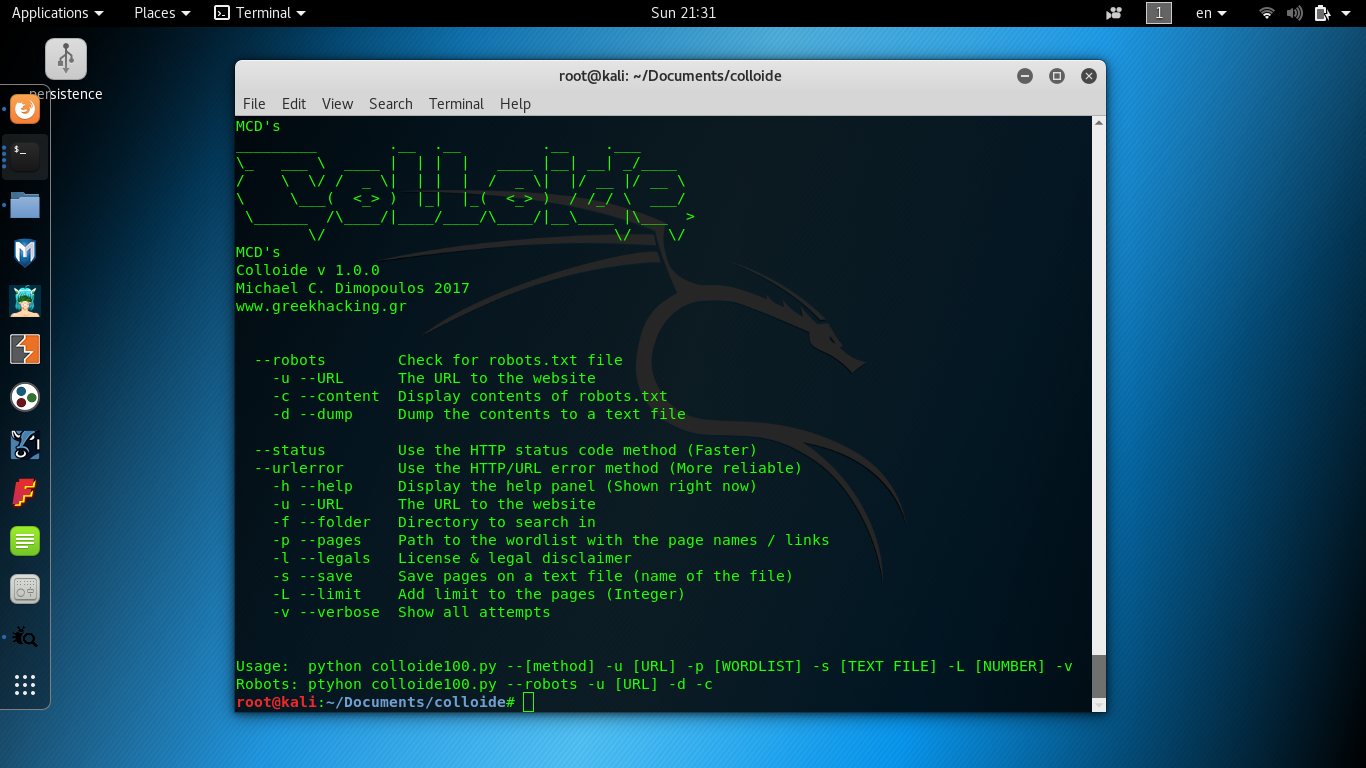 Applications Places Terminal Sun 21:31 1 en
persistence
root@kali: ~/Documents/colloide
File Edit View Search Terminal Help
MCD's
Colloide
MCD's
Colloide v 1.0.0
Michael C. Dimopoulos 2017
www.greekhacking.gr
--robots Check for robots.txt file
-u --URL The URL to the website
-c --content Display contents of robots.txt
-d --dump Dump the contents to a text file
--status Use the HTTP status code method (Faster)
--urlerror Use the HTTP/URL error method (More reliable)
-h --help Display the help panel (Shown right now)
-u --URL The URL to the website
-f --folder Directory to search in
-p --pages Path to the wordlist with the page names / links
-l --legals License & legal disclaimer
-s --save Save pages on a text file (name of the file)
-L --limit Add limit to the pages (Integer)
-v --verbose Show all attempts
Usage: python colloide100.py --[method] -u [URL] -p [WORDLIST] -s [TEXT FILE] -L [NUMBER] -v
Robots: ptyhon colloide100.py --robots -u [URL] -d -c
root@kali:~/Documents/colloide#